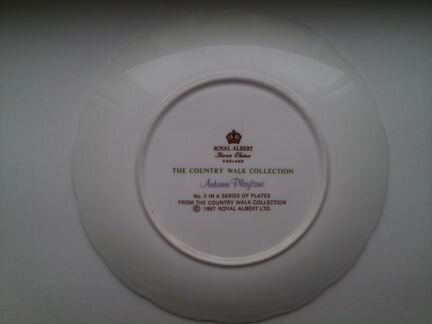 ROYAL ALBERT
Bone China
ENGLAND
THE COUNTRY WALK COLLECTION
Autumn Playtime
No. 3 IN A SERIES OF PLATES
FROM THE COUNTRY WALK COLLECTION
© 1987 ROYAL ALBERT LTD.